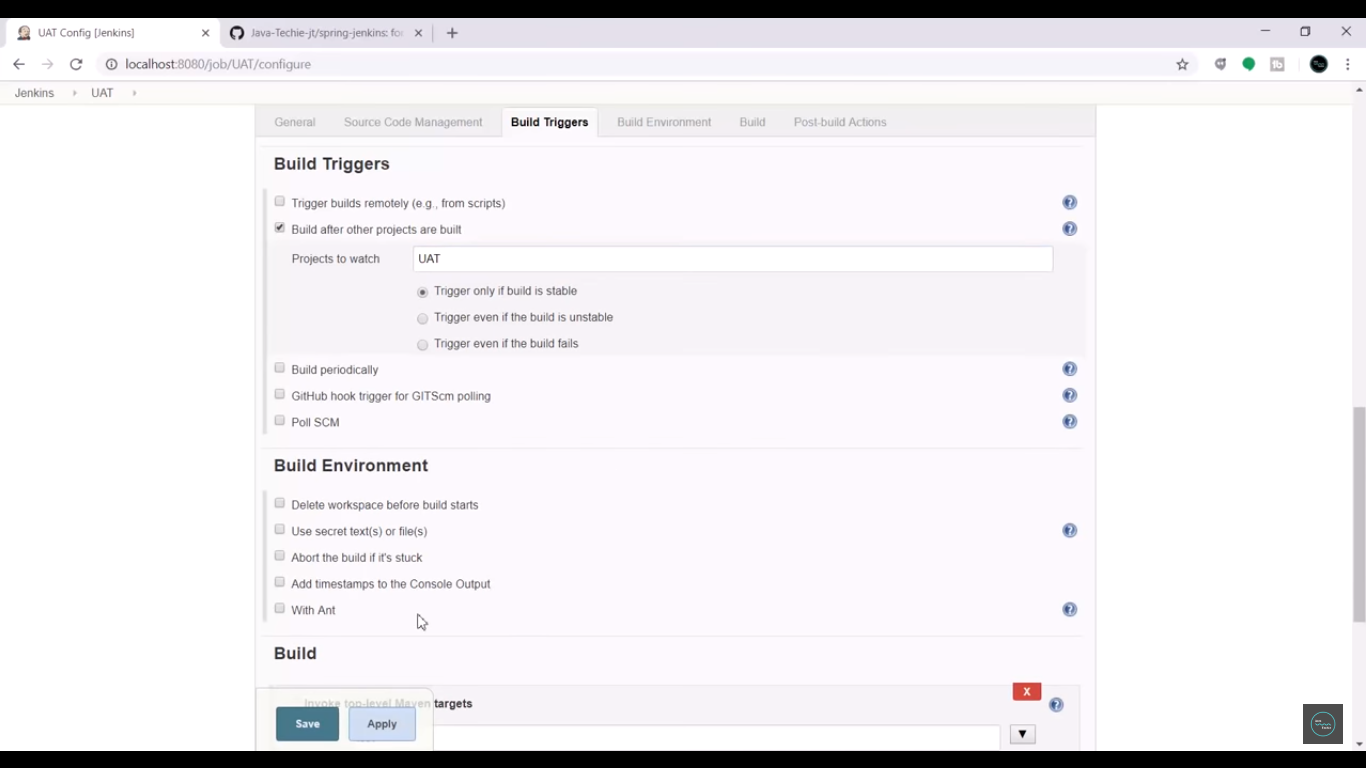 UAT Config [Jenkins]
Java-Techie-jt/spring-jenkins: fo
localhost:8080/job/UAT/configure
Jenkins UAT
General Source Code Management Build Triggers Build Environment Build Post-build Actions
Build Triggers
Trigger builds remotely (e.g., from scripts)
Build after other projects are built
Projects to watch UAT
Trigger only if build is stable
Trigger even if the build is unstable
Trigger even if the build fails
Build periodically
GitHub hook trigger for GITScm polling
Poll SCM
Build Environment
Delete workspace before build starts
Use secret text(s) or file(s)
Abort the build if it's stuck
Add timestamps to the Console Output
With Ant
Build
X
Invoke top-level Maven targets
Save Apply